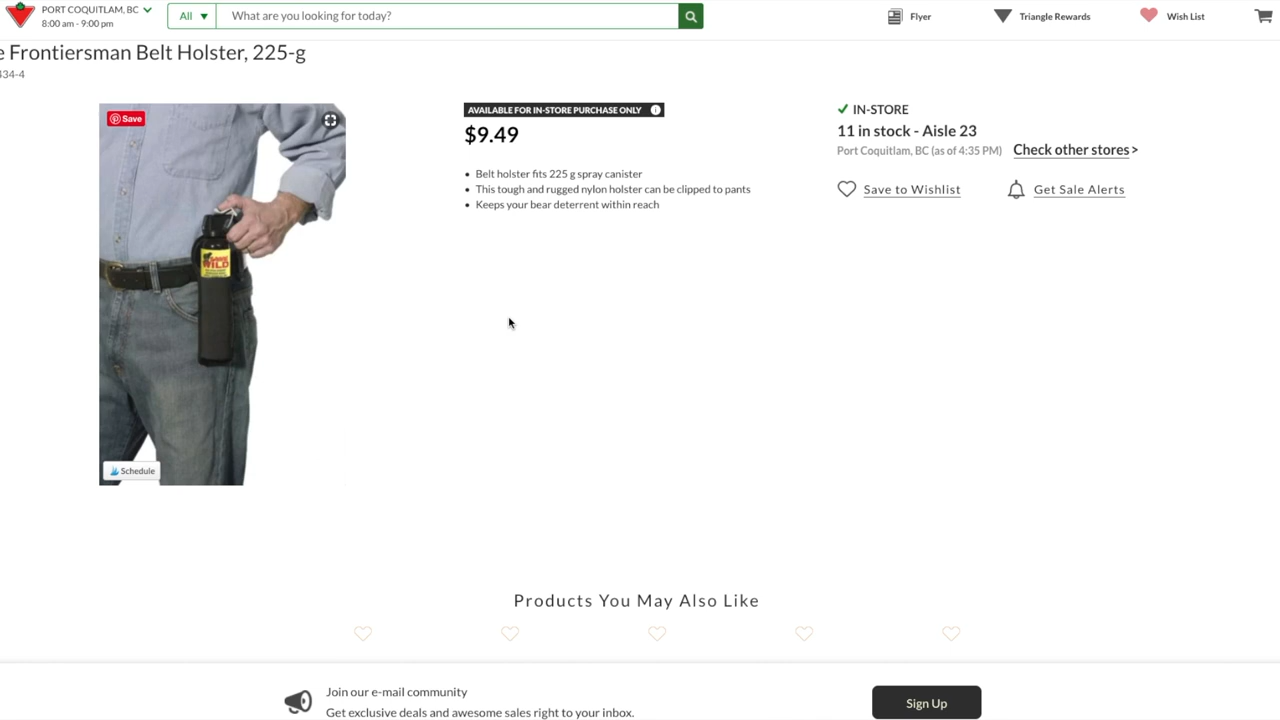 PORT COQUITLAM, BC
8:00 am - 9:00 pm
All
What are you looking for today?
Flyer
Triangle Rewards
Wish List
e Frontiersman Belt Holster, 225-g
434-4
Save
AVAILABLE FOR IN-STORE PURCHASE ONLY
$9.49
Belt holster fits 225 g spray canister
This tough and rugged nylon holster can be clipped to pants
Keeps your bear deterrent within reach
IN-STORE
11 in stock - Aisle 23
Port Coquitlam, BC (as of 4:35 PM) Check other stores >
Save to Wishlist
Get Sale Alerts
WILD
Schedule
Products You May Also Like
Join our e-mail community
Get exclusive deals and awesome sales right to your inbox.
Sign Up